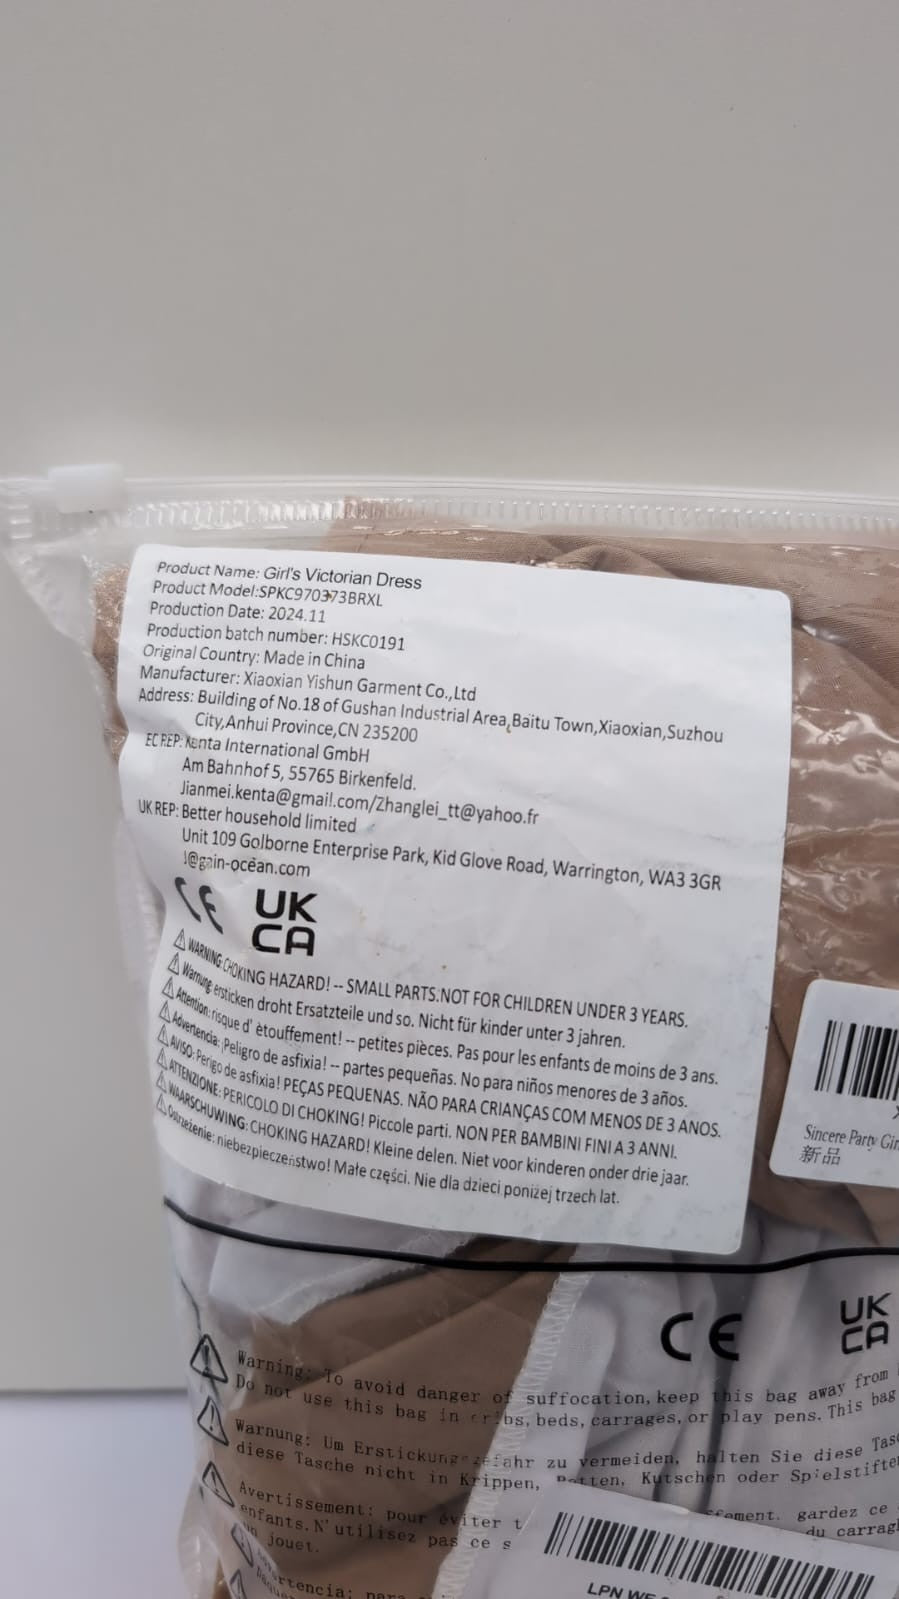 Product Name: Girl's Victorian Dress
Product Model:SPKC970373BRXL
Production Date: 2024.11
Production batch number: HSKC0191
Original Country: Made in China
Manufacturer: Xiaoxian Yishun Garment Co.,Ltd
Address: Building of No.18 of Gushan Industrial Area,Baitu Town,Xiaoxian,Suzhou
City,Anhui Province,CN 235200
EC REP: Kenta International GmbH
Am Bahnhof 5, 55765 Birkenfeld.
Jianmei.kenta@gmail.com/Zhanglei_tt@yahoo.fr
UK REP: Better household limited
Unit 109 Golborne Enterprise Park, Kid Glove Road, Warrington, WA3 3GR
@gain-ocean.com
CE
UK
CA
WARNING:CHOKING HAZARD! -- SMALL PARTS.NOT FOR CHILDREN UNDER 3 YEARS.
Warnung ersticken droht Ersatzteile und so. Nicht für kinder unter 3 jahren.
Attention: risque d' ètouffement! -- petites pièces. Pas pour les enfants de moins de 3 ans.
Advertencia: Peligro de asfixia! -- partes pequeñas. No para niños menores de 3 años.
AVISO: Perigo de asfixia! PEÇAS PEQUENAS. NÃO PARA CRIANÇAS COM MENOS DE 3 ANOS.
ATTENZIONE: PERICOLO DI CHOKING! Piccole parti. NON PER BAMBINI FINI A 3 ANNI.
WAARSCHUWING: CHOKING HAZARD! Kleine delen. Niet voor kinderen onder drie jaar.
Ostrzeżenie: niebezpieczeństwo! Małe części. Nie dla dzieci poniżej trzech lat.
Sincere Party
新品
CE
UK
CA
Warning: To avoid danger of suffocation, keep this bag away from
Do not use this bag in cribs, beds, carrages, or play pens. This bag
Warnung: Um Erstickungsgefahr zu vermeiden, halten Sie diese
diese Tasche nicht in Krippen, Betten, Kutschen oder
Avertissement: pour éviter gardez ce
enfants. N'utilisez pas ce du
un jouet.
LPN